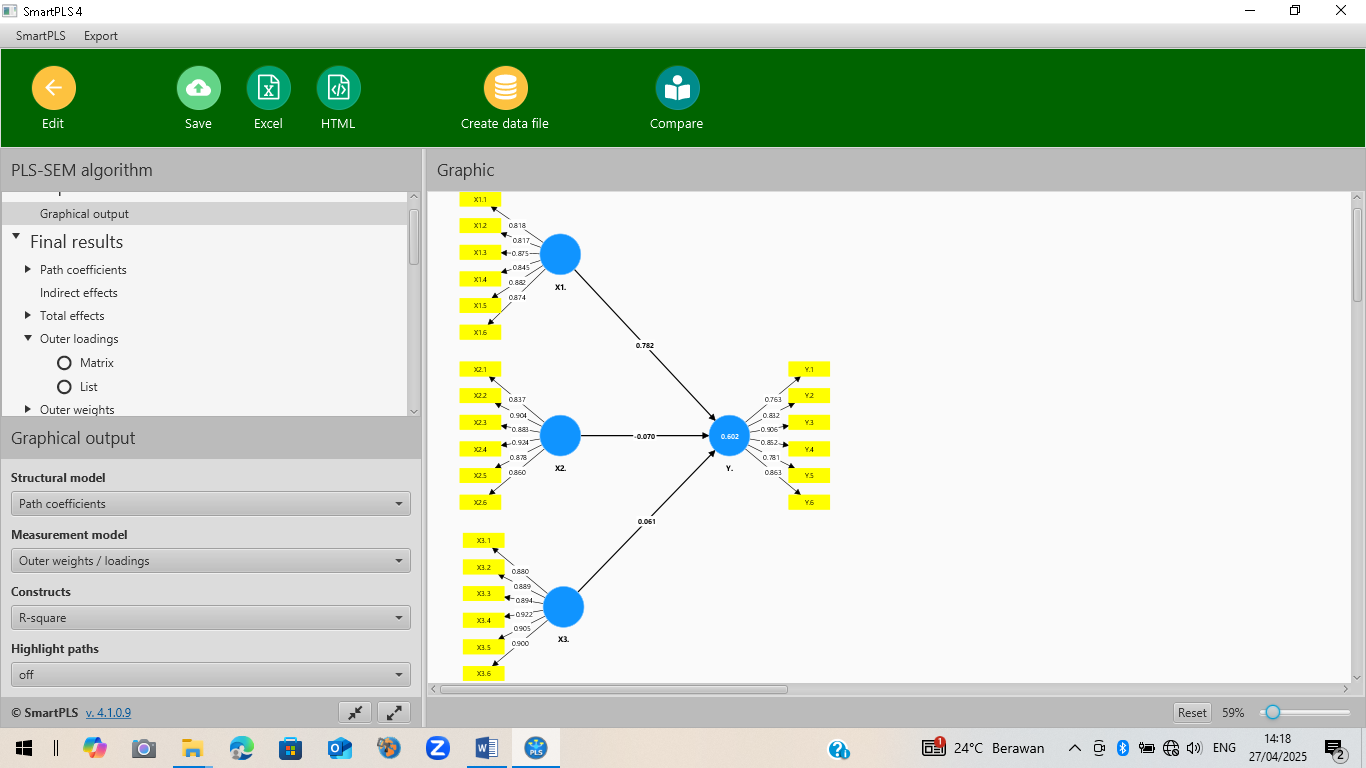 SmartPLS 4
SmartPLS Export
Edit Save Excel HTML Create data file Compare
PLS-SEM algorithm
Graphical output
Final results
Path coefficients
Indirect effects
Total effects
Outer loadings
Matrix
List
Outer weights
Graphical output
Structural model
Path coefficients
Measurement model
Outer weights / loadings
Constructs
R-square
Highlight paths
off
© SmartPLS v. 4.1.0.9
Graphic
X1.1
X1.2
X1.3
X1.4
X1.5
X1.6
0.818
0.817
0.875
0.845
0.882
0.874
X1.
0.782
X2.1
X2.2
X2.3
X2.4
X2.5
X2.6
0.837
0.904
0.883
0.924
0.878
0.860
X2.
-0.070
X3.1
X3.2
X3.3
X3.4
X3.5
X3.6
0.880
0.889
0.894
0.922
0.905
0.900
X3.
0.061
0.602
Y.
0.763
0.832
0.906
0.852
0.781
0.863
Y.1
Y.2
Y.3
Y.4
Y.5
Y.6
Reset 59%
PLS
1
24°C Berawan
ENG
14:18
27/04/2025
2